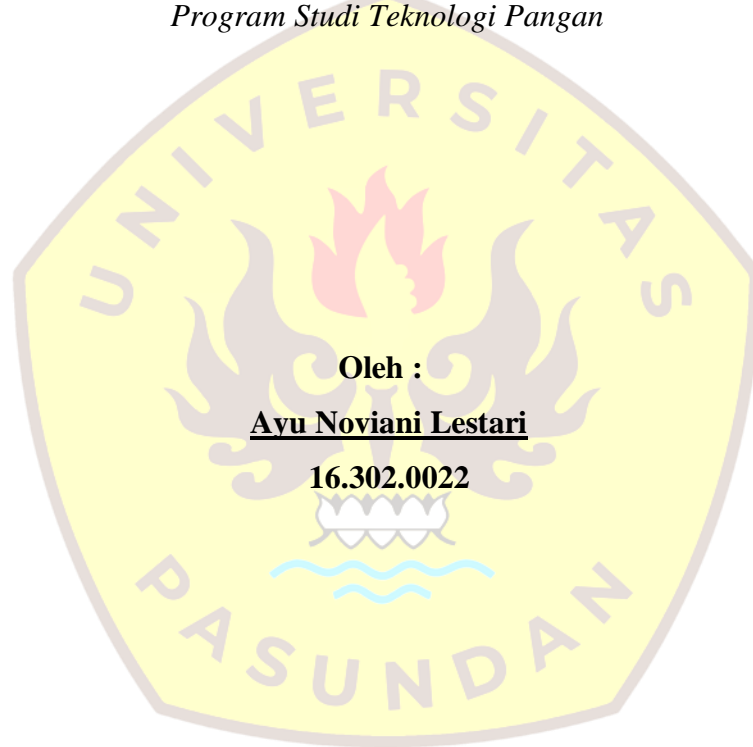 Program Studi Teknologi Pangan
UNIVERSITAS
Oleh :
Ayu Noviani Lestari
16.302.0022
PASUNDAN